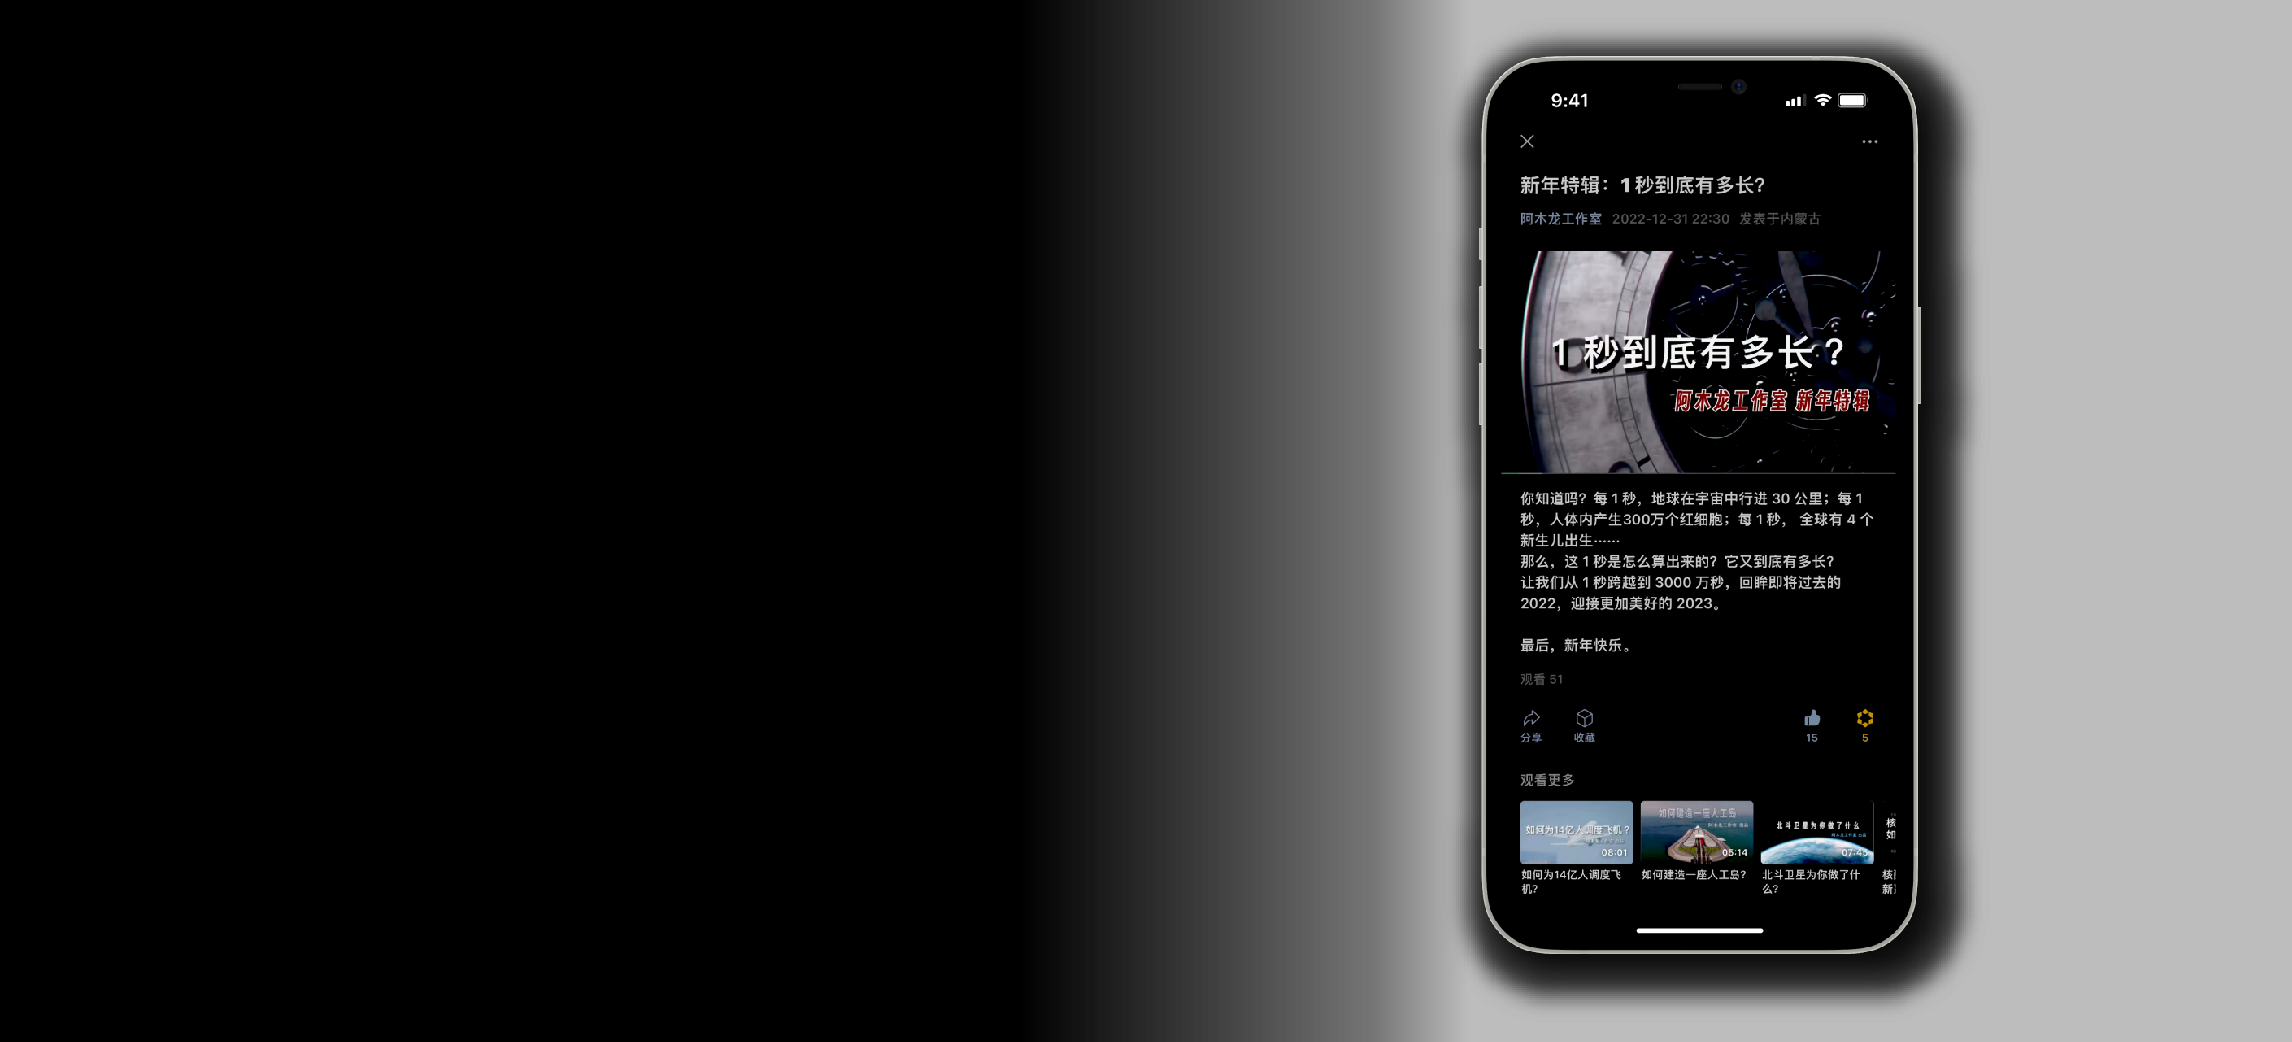 9:41
新年特辑：1 秒到底有多长？
阿木龙工作室 2022-12-31 22:30 发表于内蒙古
1 秒到底有多长？
阿木龙工作室 新年特辑
你知道吗？每 1 秒，地球在宇宙中行进 30 公里；每 1
秒，人体内产生300万个红细胞；每 1 秒， 全球有 4 个
新生儿出生······
那么，这 1 秒是怎么算出来的？它又到底有多长？
让我们从 1 秒跨越到 3000 万秒，回眸即将过去的
2022，迎接更加美好的 2023。
最后，新年快乐。
观看 51
分享 收藏 15 5
观看更多
如何为14亿人调度飞机？
08:01
如何建造一座人工岛
05:14
北斗卫星为你做了什么
07:43
核
如
如何为14亿人调度飞
机？
如何建造一座人工岛？
北斗卫星为你做了什
么？
核
新